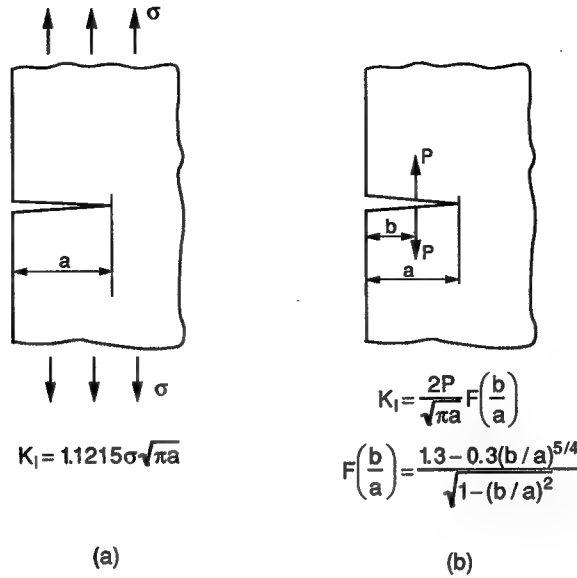 σ
a
σ
K_I = 1.1215σ√πa
(a)
P
b
P
a
K_I = 2P/√πa F(b/a)
F(b/a) = 1.3 – 0.3(b / a)^5/4 / √1 – (b / a)^2
(b)